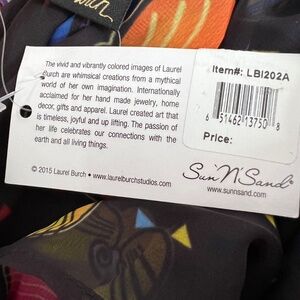 The vivid and vibrantly colored images of Laurel
Burch are whimsical creations from a mythical
world of her own imagination. Internationally
acclaimed for her hand made jewelry, home
decor, gifts and apparel. Laurel created art that
is timeless, joyful and up lifting. The passion of
her life celebrates our connections with the
earth and all living things.
© 2015 Laurel Burch • www.laurelburchstudios.com
Item#: LBI202A
6 51462 13750 8
Price:
Sun'N'Sand®
www.sunnsand.com